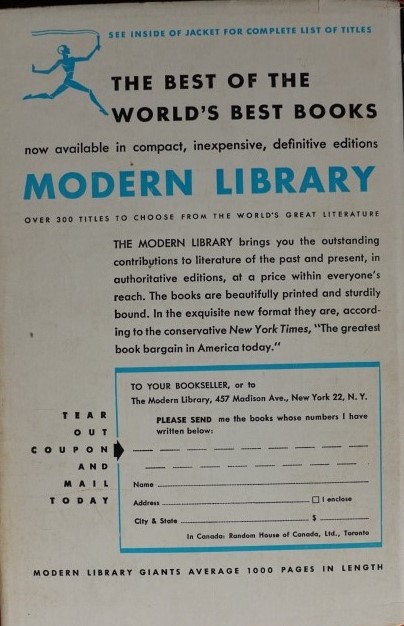 SEE INSIDE OF JACKET FOR COMPLETE LIST OF TITLES
THE BEST OF THE
WORLD'S BEST BOOKS
now available in compact, inexpensive, definitive editions
MODERN LIBRARY
OVER 300 TITLES TO CHOOSE FROM THE WORLD'S GREAT LITERATURE
THE MODERN LIBRARY brings you the outstanding
contributions to literature of the past and present, in
authoritative editions, at a price within everyone's
reach. The books are beautifully printed and sturdily
bound. In the exquisite new format they are, accord-
ing to the conservative New York Times, "The greatest
book bargain in America today."
TO YOUR BOOKSELLER, or to
The Modern Library, 457 Madison Ave., New York 22, N. Y.
PLEASE SEND me the books whose numbers I have
written below:
TEAR
OUT
COUPON
AND
MAIL
TODAY
Name
Address I enclose
City & State $
In Canada: Random House of Canada, Ltd., Toronto
MODERN LIBRARY GIANTS AVERAGE 1000 PAGES IN LENGTH